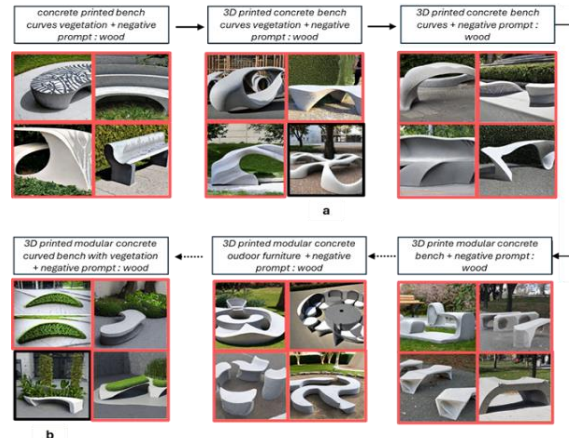 concrete printed bench
curves vegetation + negative
prompt : wood
3D printed concrete bench
curves vegetation + negative
prompt : wood
3D printed concrete bench
curves + negative prompt :
wood
a
3D printed modular concrete
curved bench with vegetation
+ negative prompt : wood
3D printed modular concrete
oudoor furniture + negative
prompt : wood
3D printe modular concrete
bench + negative prompt :
wood
b